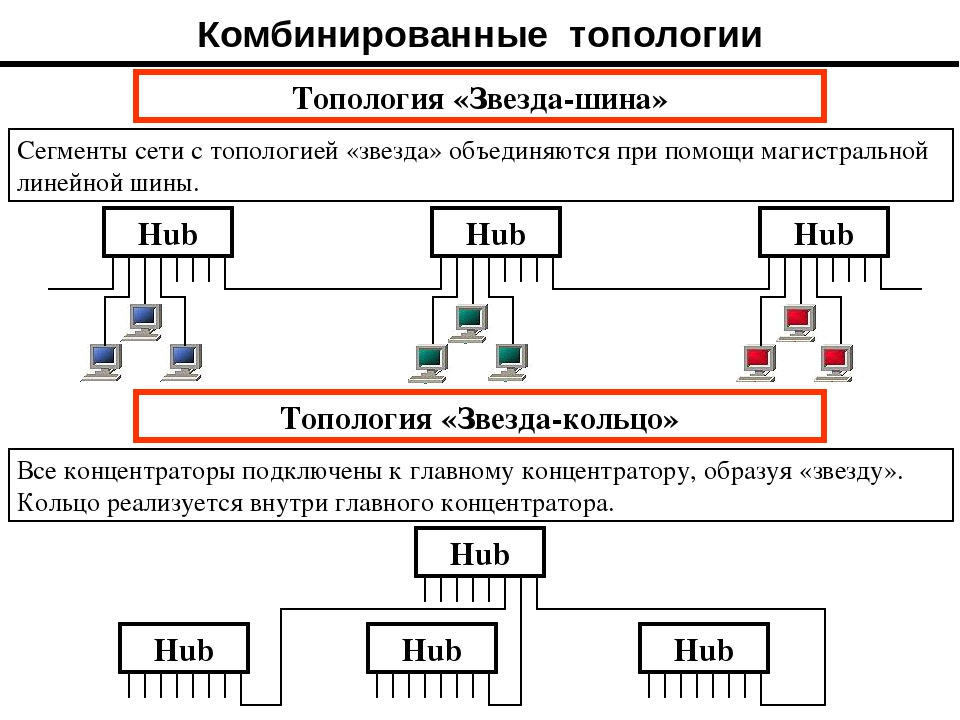 Комбинированные топологии
Топология «Звезда-шина»
Сегменты сети с топологией «звезда» объединяются при помощи магистральной
линейной шины.
Hub
Hub
Hub
Топология «Звезда-кольцо»
Все концентраторы подключены к главному концентратору, образуя «звезду».
Кольцо реализуется внутри главного концентратора.
Hub
Hub
Hub
Hub